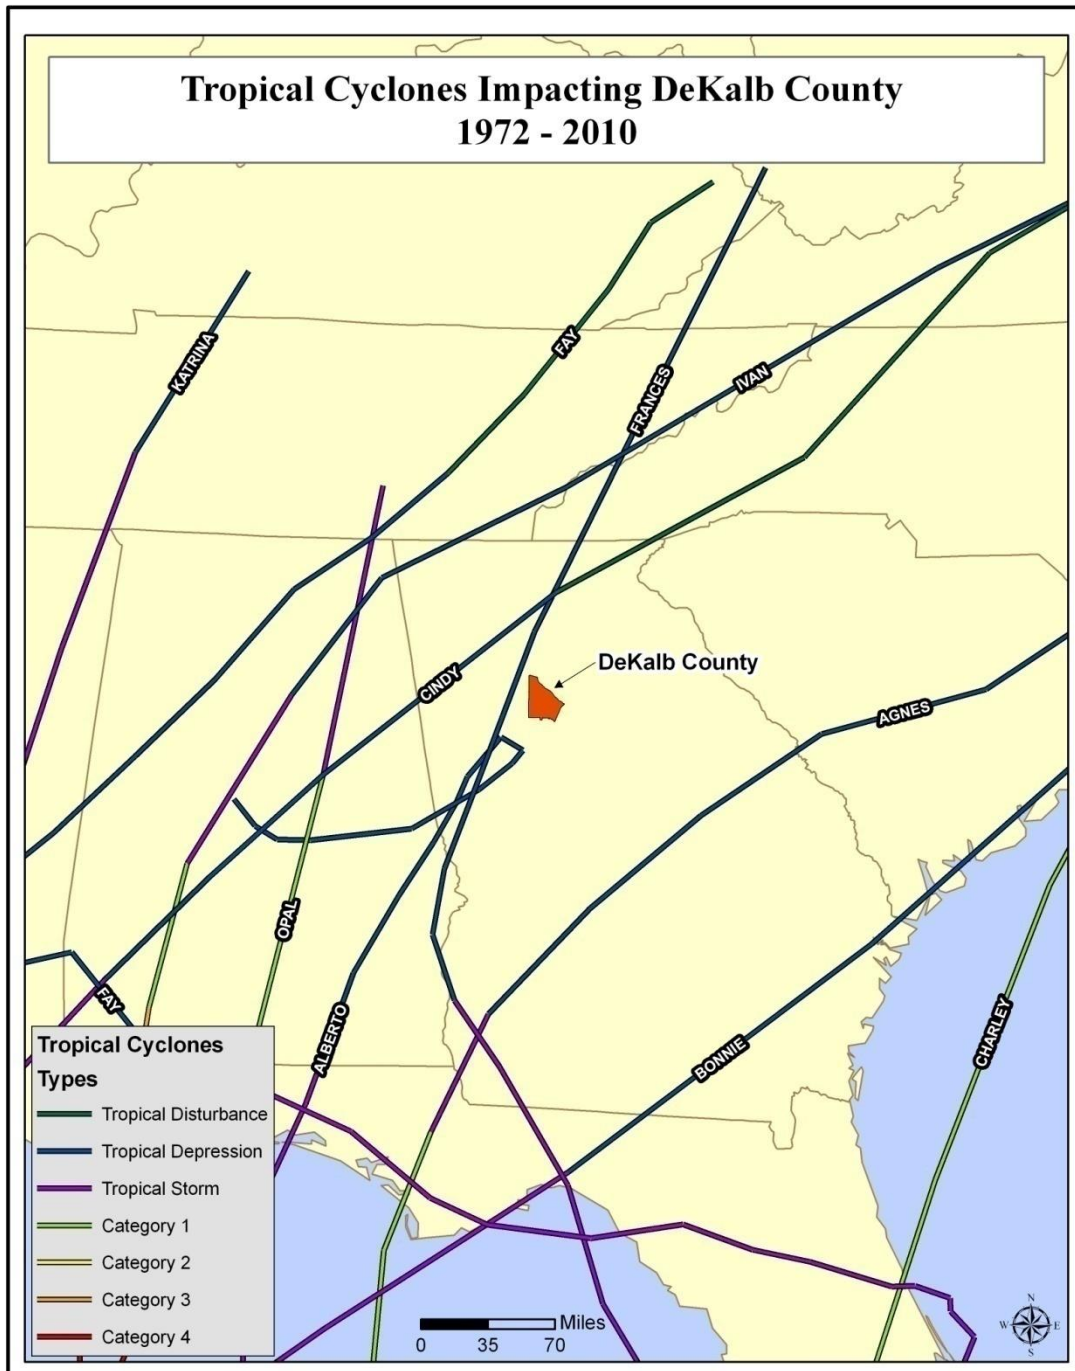 Tropical Cyclones Impacting DeKalb County
1972 - 2010
KATRINA
FAY
FRANCES
IVAN
CINDY
DeKalb County
AGNES
OPAL
FAY
ALBERTO
BONNIE
CHARLEY
Tropical Cyclones
Types
Tropical Disturbance
Tropical Depression
Tropical Storm
Category 1
Category 2
Category 3
Category 4
Miles
0 35 70
N
W E
S